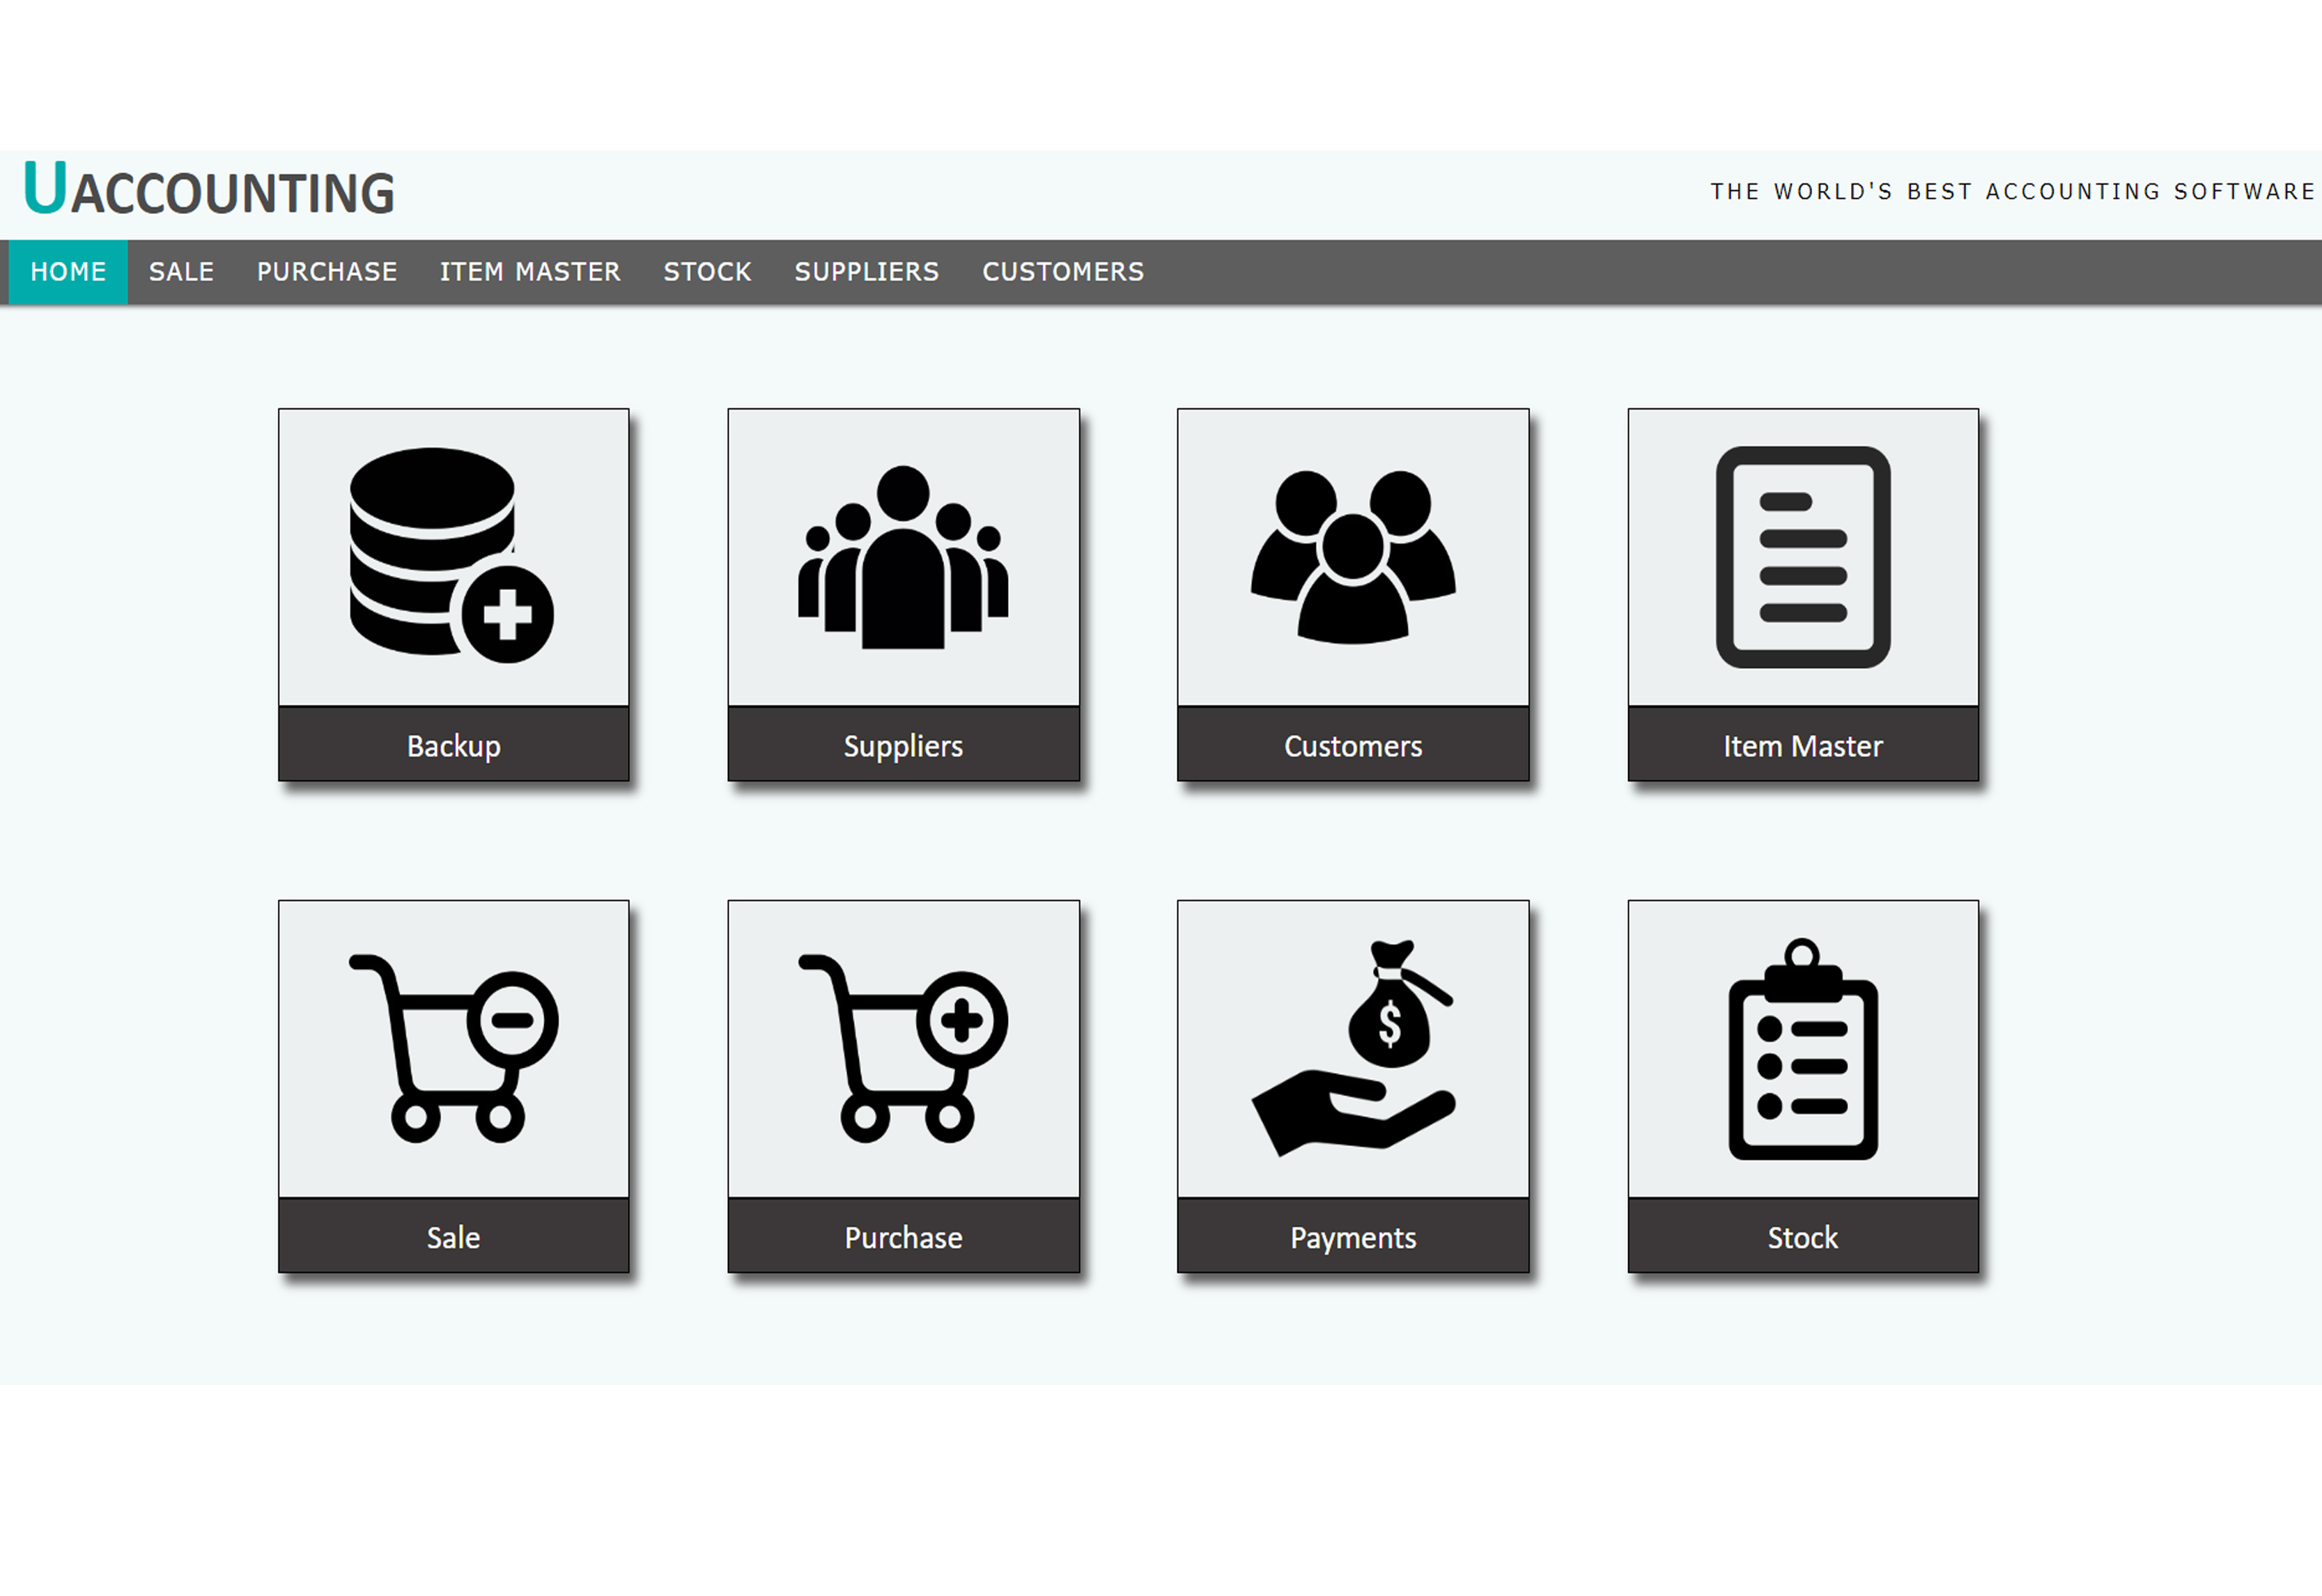 UACCOUNTING
THE WORLD'S BEST ACCOUNTING SOFTWARE
HOME SALE PURCHASE ITEM MASTER STOCK SUPPLIERS CUSTOMERS
Backup Suppliers Customers Item Master
$
Sale Purchase Payments Stock